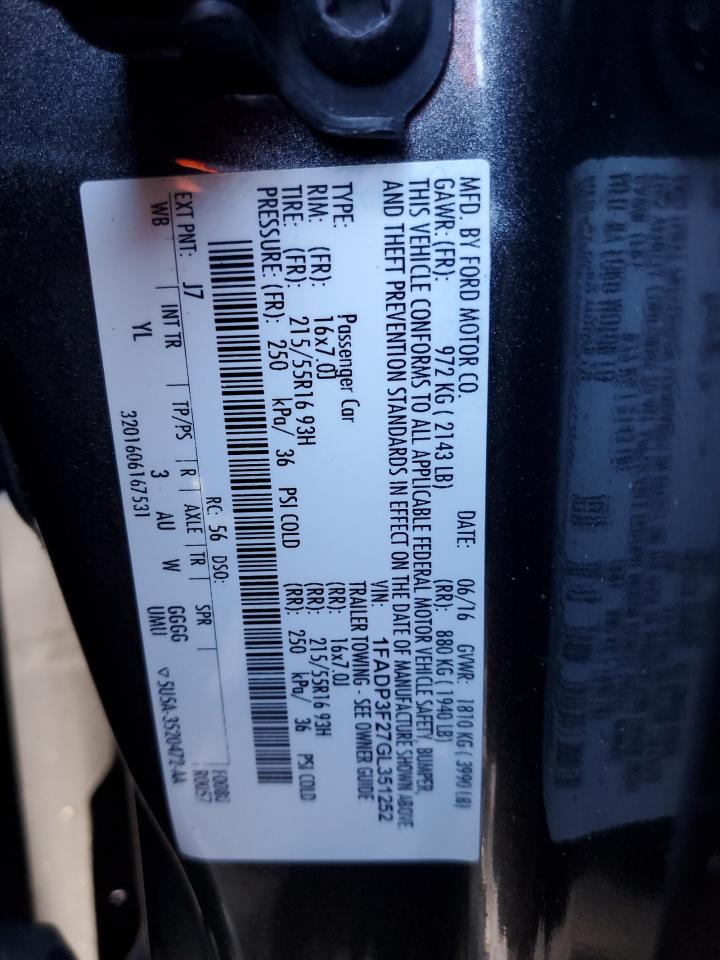 MFD. BY FORD MOTOR CO. DATE: 06/16 GVWR: 1810 KG ( 3990 LB)
GAWR: (FR): 972 KG ( 2143 LB) (RR): 880 KG ( 1940 LB)
THIS VEHICLE CONFORMS TO ALL APPLICABLE FEDERAL MOTOR VEHICLE SAFETY, BUMPER,
AND THEFT PREVENTION STANDARDS IN EFFECT ON THE DATE OF MANUFACTURE SHOWN ABOVE
VIN: 1FADP3F27GL351252
TYPE: Passenger Car TRAILER TOWING - SEE OWNER GUIDE
RIM: (FR): 16x7.0J (RR): 16x7.0J
TIRE: (FR): 215/55R16 93H (RR): 215/55R16 93H
PRESSURE: (FR): 250 kPa/ 36 PSI COLD (RR): 250 kPa/ 36 PSI COLD
RC: 56 DSO:
F0080
R0057
EXT PNT: J7
WB INT TR TP/PS R AXLE TR SPR
YL 3 AU W GGGG
UMU
3201606167531
▽ 5U5A-3520472-AA